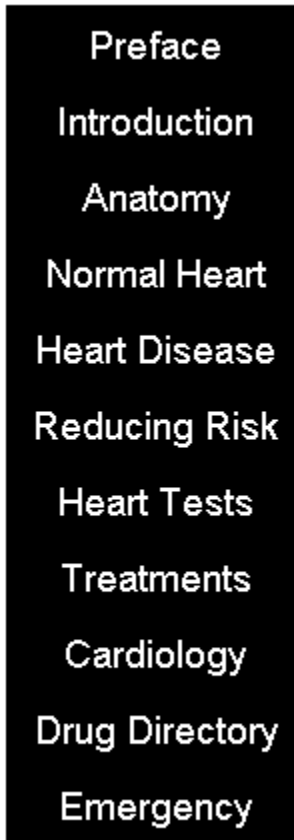 Preface
Introduction
Anatomy
Normal Heart
Heart Disease
Reducing Risk
Heart Tests
Treatments
Cardiology
Drug Directory
Emergency